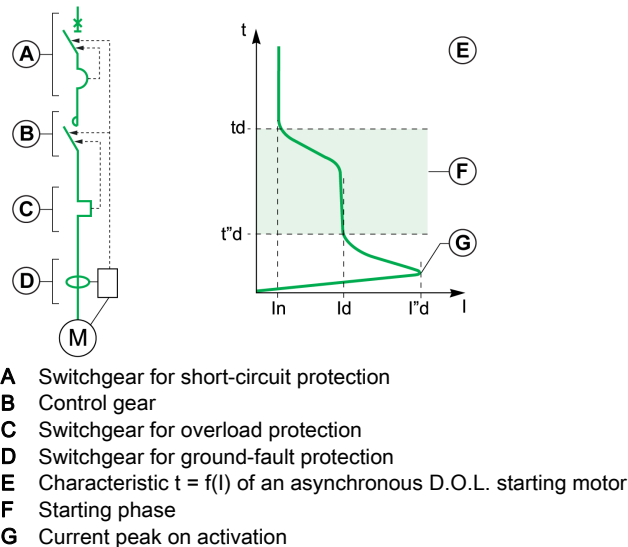 A
B
C
D
M
t
E
td
F
t"d
G
In
Id
I"d
I
A Switchgear for short-circuit protection
B Control gear
C Switchgear for overload protection
D Switchgear for ground-fault protection
E Characteristic t = f(I) of an asynchronous D.O.L. starting motor
F Starting phase
G Current peak on activation